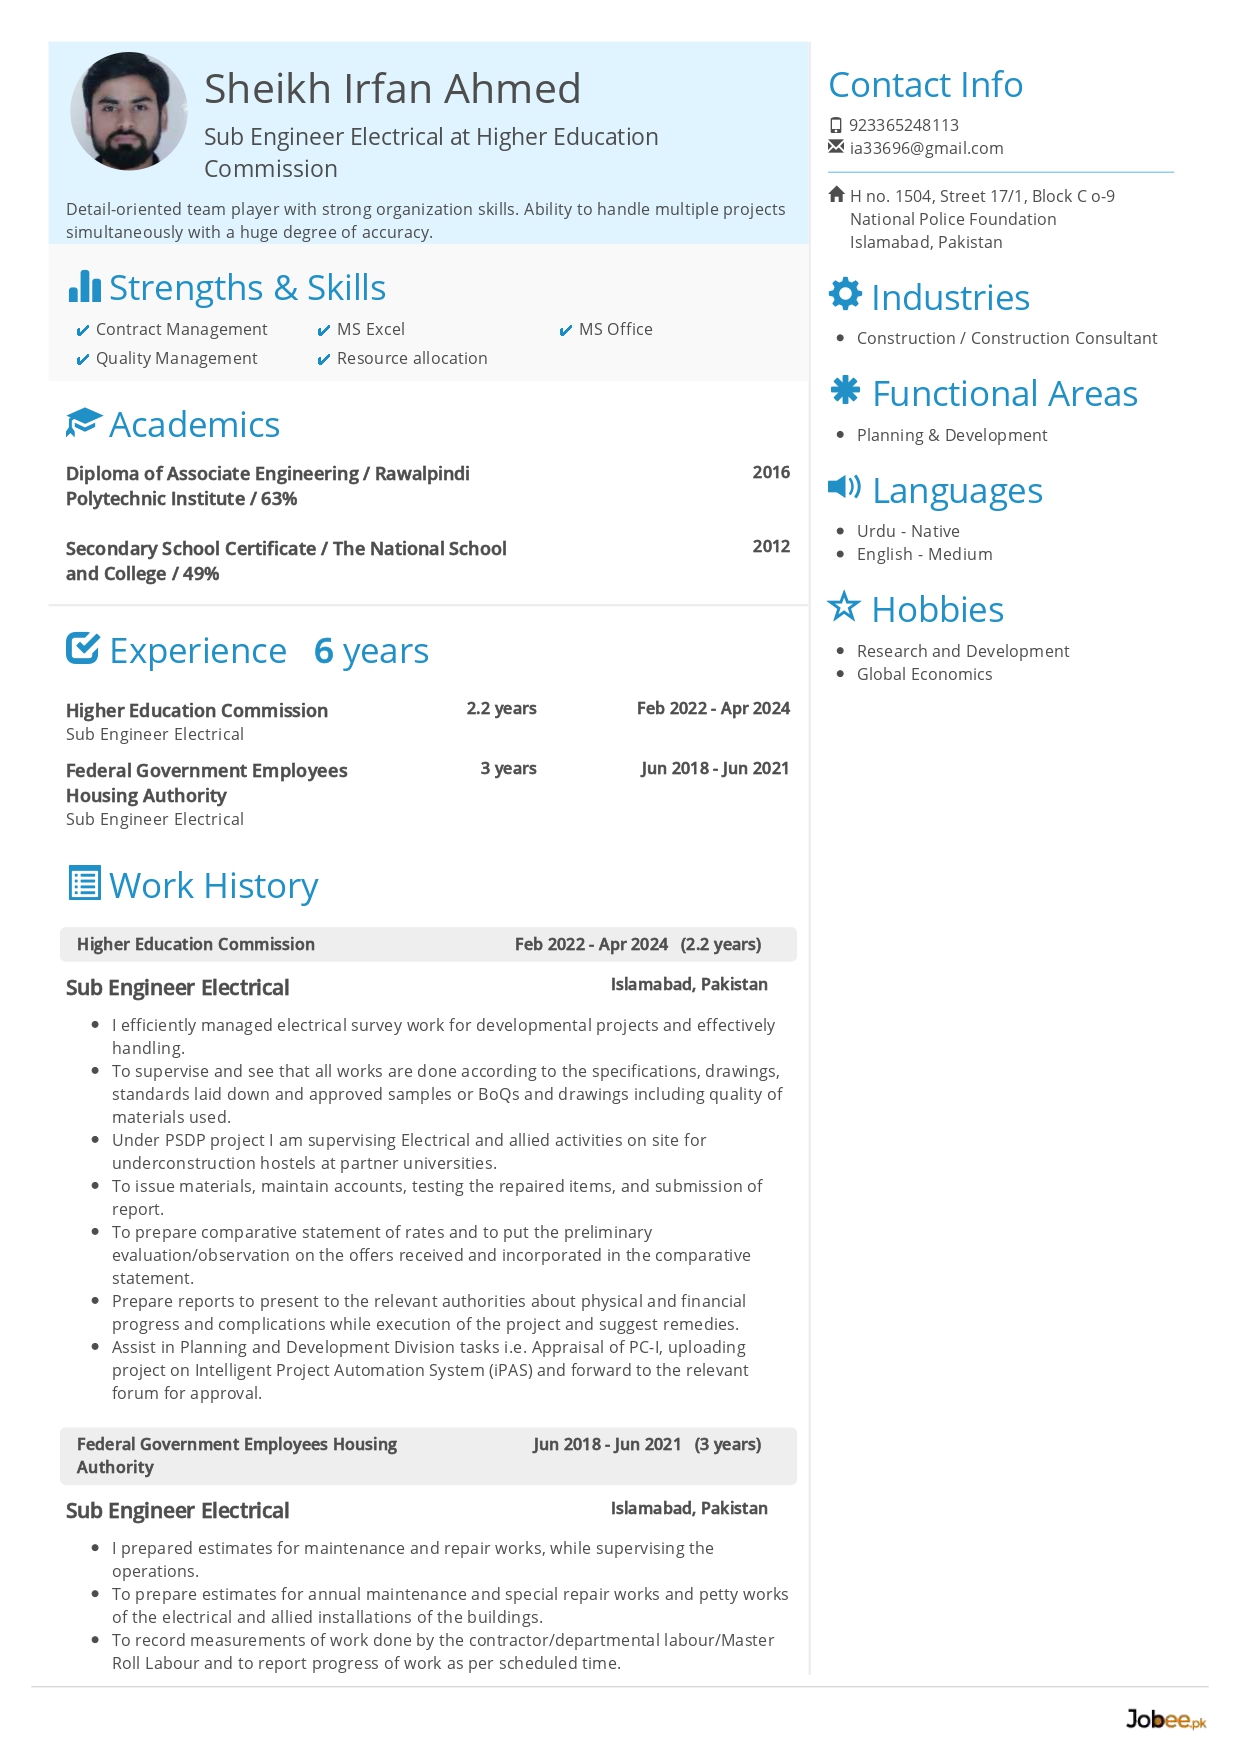 Sheikh Irfan Ahmed
Sub Engineer Electrical at Higher Education
Commission
Detail-oriented team player with strong organization skills. Ability to handle multiple projects
simultaneously with a huge degree of accuracy.
Strengths & Skills
Contract Management
MS Excel
MS Office
Quality Management
Resource allocation
Academics
Diploma of Associate Engineering / Rawalpindi 2016
Polytechnic Institute / 63%
Secondary School Certificate / The National School 2012
and College / 49%
Experience 6 years
Higher Education Commission 2.2 years Feb 2022 - Apr 2024
Sub Engineer Electrical
Federal Government Employees 3 years Jun 2018 - Jun 2021
Housing Authority
Sub Engineer Electrical
Work History
Higher Education Commission Feb 2022 - Apr 2024 (2.2 years)
Sub Engineer Electrical Islamabad, Pakistan
• I efficiently managed electrical survey work for developmental projects and effectively
handling.
• To supervise and see that all works are done according to the specifications, drawings,
standards laid down and approved samples or BoQs and drawings including quality of
materials used.
• Under PSDP project I am supervising Electrical and allied activities on site for
underconstruction hostels at partner universities.
• To issue materials, maintain accounts, testing the repaired items, and submission of
report.
• To prepare comparative statement of rates and to put the preliminary
evaluation/observation on the offers received and incorporated in the comparative
statement.
• Prepare reports to present to the relevant authorities about physical and financial
progress and complications while execution of the project and suggest remedies.
• Assist in Planning and Development Division tasks i.e. Appraisal of PC-I, uploading
project on Intelligent Project Automation System (iPAS) and forward to the relevant
forum for approval.
Federal Government Employees Housing Jun 2018 - Jun 2021 (3 years)
Authority
Sub Engineer Electrical Islamabad, Pakistan
• I prepared estimates for maintenance and repair works, while supervising the
operations.
• To prepare estimates for annual maintenance and special repair works and petty works
of the electrical and allied installations of the buildings.
• To record measurements of work done by the contractor/departmental labour/Master
Roll Labour and to report progress of work as per scheduled time.
Contact Info
923365248113
ia33696@gmail.com
H no. 1504, Street 17/1, Block C o-9
National Police Foundation
Islamabad, Pakistan
Industries
• Construction / Construction Consultant
Functional Areas
• Planning & Development
Languages
• Urdu - Native
• English - Medium
Hobbies
• Research and Development
• Global Economics
Jobee.pk